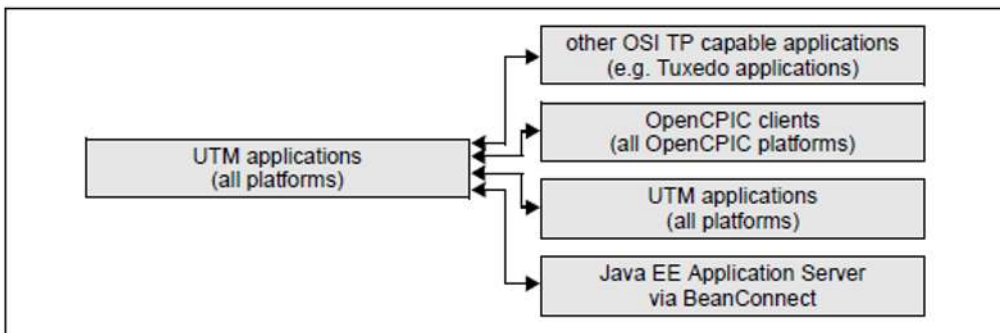 other OSI TP capable applications
(e.g. Tuxedo applications)
OpenCPIC clients
(all OpenCPIC platforms)
UTM applications
(all platforms)
UTM applications
(all platforms)
Java EE Application Server
via BeanConnect